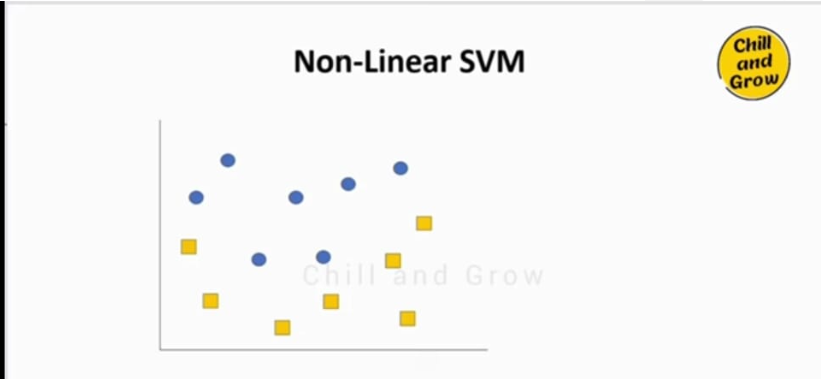 Non-Linear SVM
Chill
and
Grow
Chill and Grow